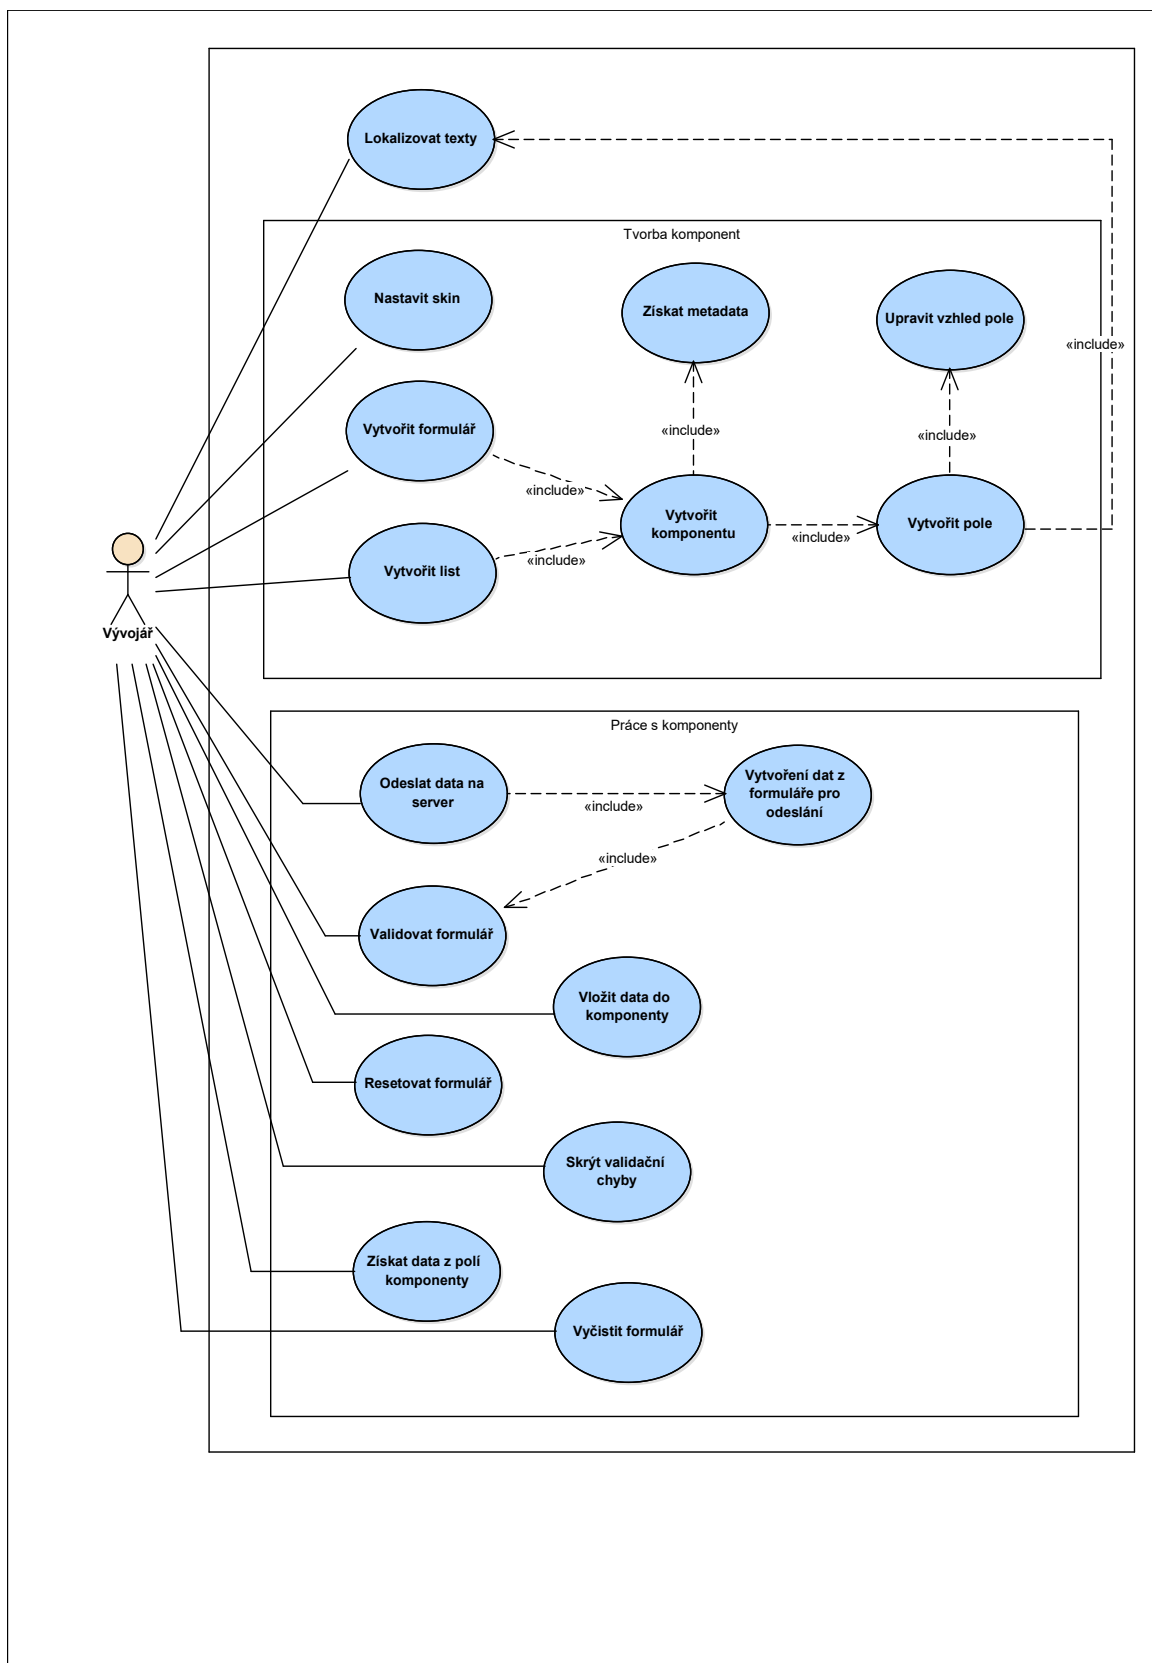 Lokalizovat texty
Tvorba komponent
Nastavit skin
Získat metadata
Upravit vzhled pole
«include»
Vytvořit formulář
«include»
«include»
«include»
Vytvořit
komponentu
Vytvořit pole
«include»
«include»
Vytvořit list
Vývojář
Práce s komponenty
Odeslat data na
server
«include»
Vytvoření dat z
formuláře pro
odeslání
«include»
Validovat formulář
Vložit data do
komponenty
Resetovat formulář
Skrýt validační
chyby
Získat data z polí
komponenty
Vyčistit formulář